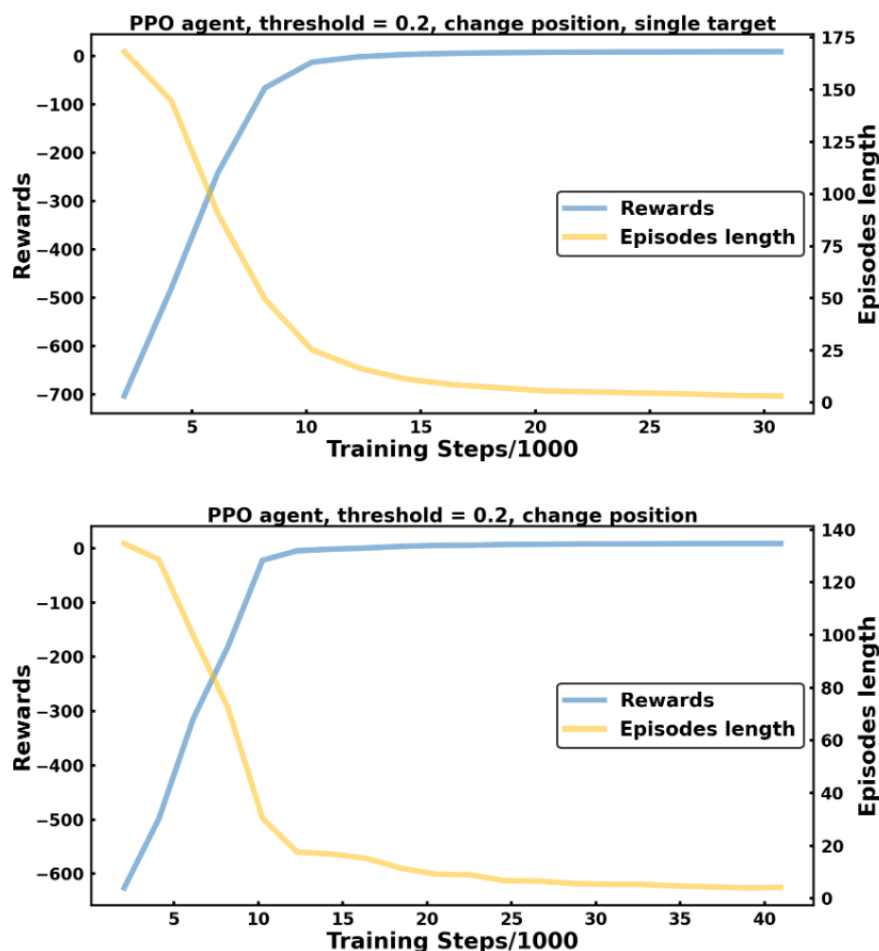 PPO agent, threshold = 0.2, change position, single target
0
−100
−200
−300
−400
−500
−600
−700
Rewards
175
150
125
100
75
50
25
0
Episodes length
Rewards
Episodes length
5 10 15 20 25 30
Training Steps/1000
PPO agent, threshold = 0.2, change position
0
−100
−200
−300
−400
−500
−600
Rewards
140
120
100
80
60
40
20
0
Episodes length
Rewards
Episodes length
5 10 15 20 25 30 35 40
Training Steps/1000